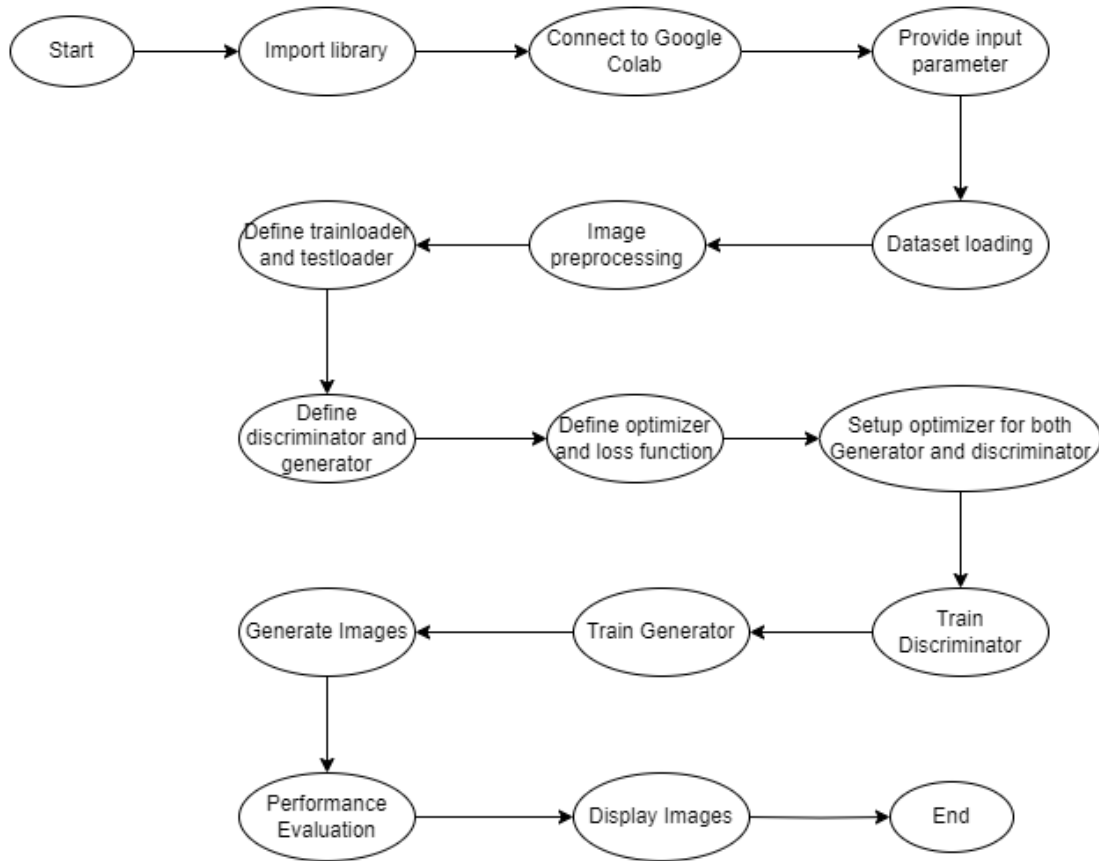 Start
Import library
Connect to Google
Colab
Provide input
parameter
Dataset loading
Image
preprocessing
Define trainloader
and testloader
Define
discriminator and
generator
Define optimizer
and loss function
Setup optimizer for both
Generator and discriminator
Train
Discriminator
Train Generator
Generate Images
Performance
Evaluation
Display Images
End